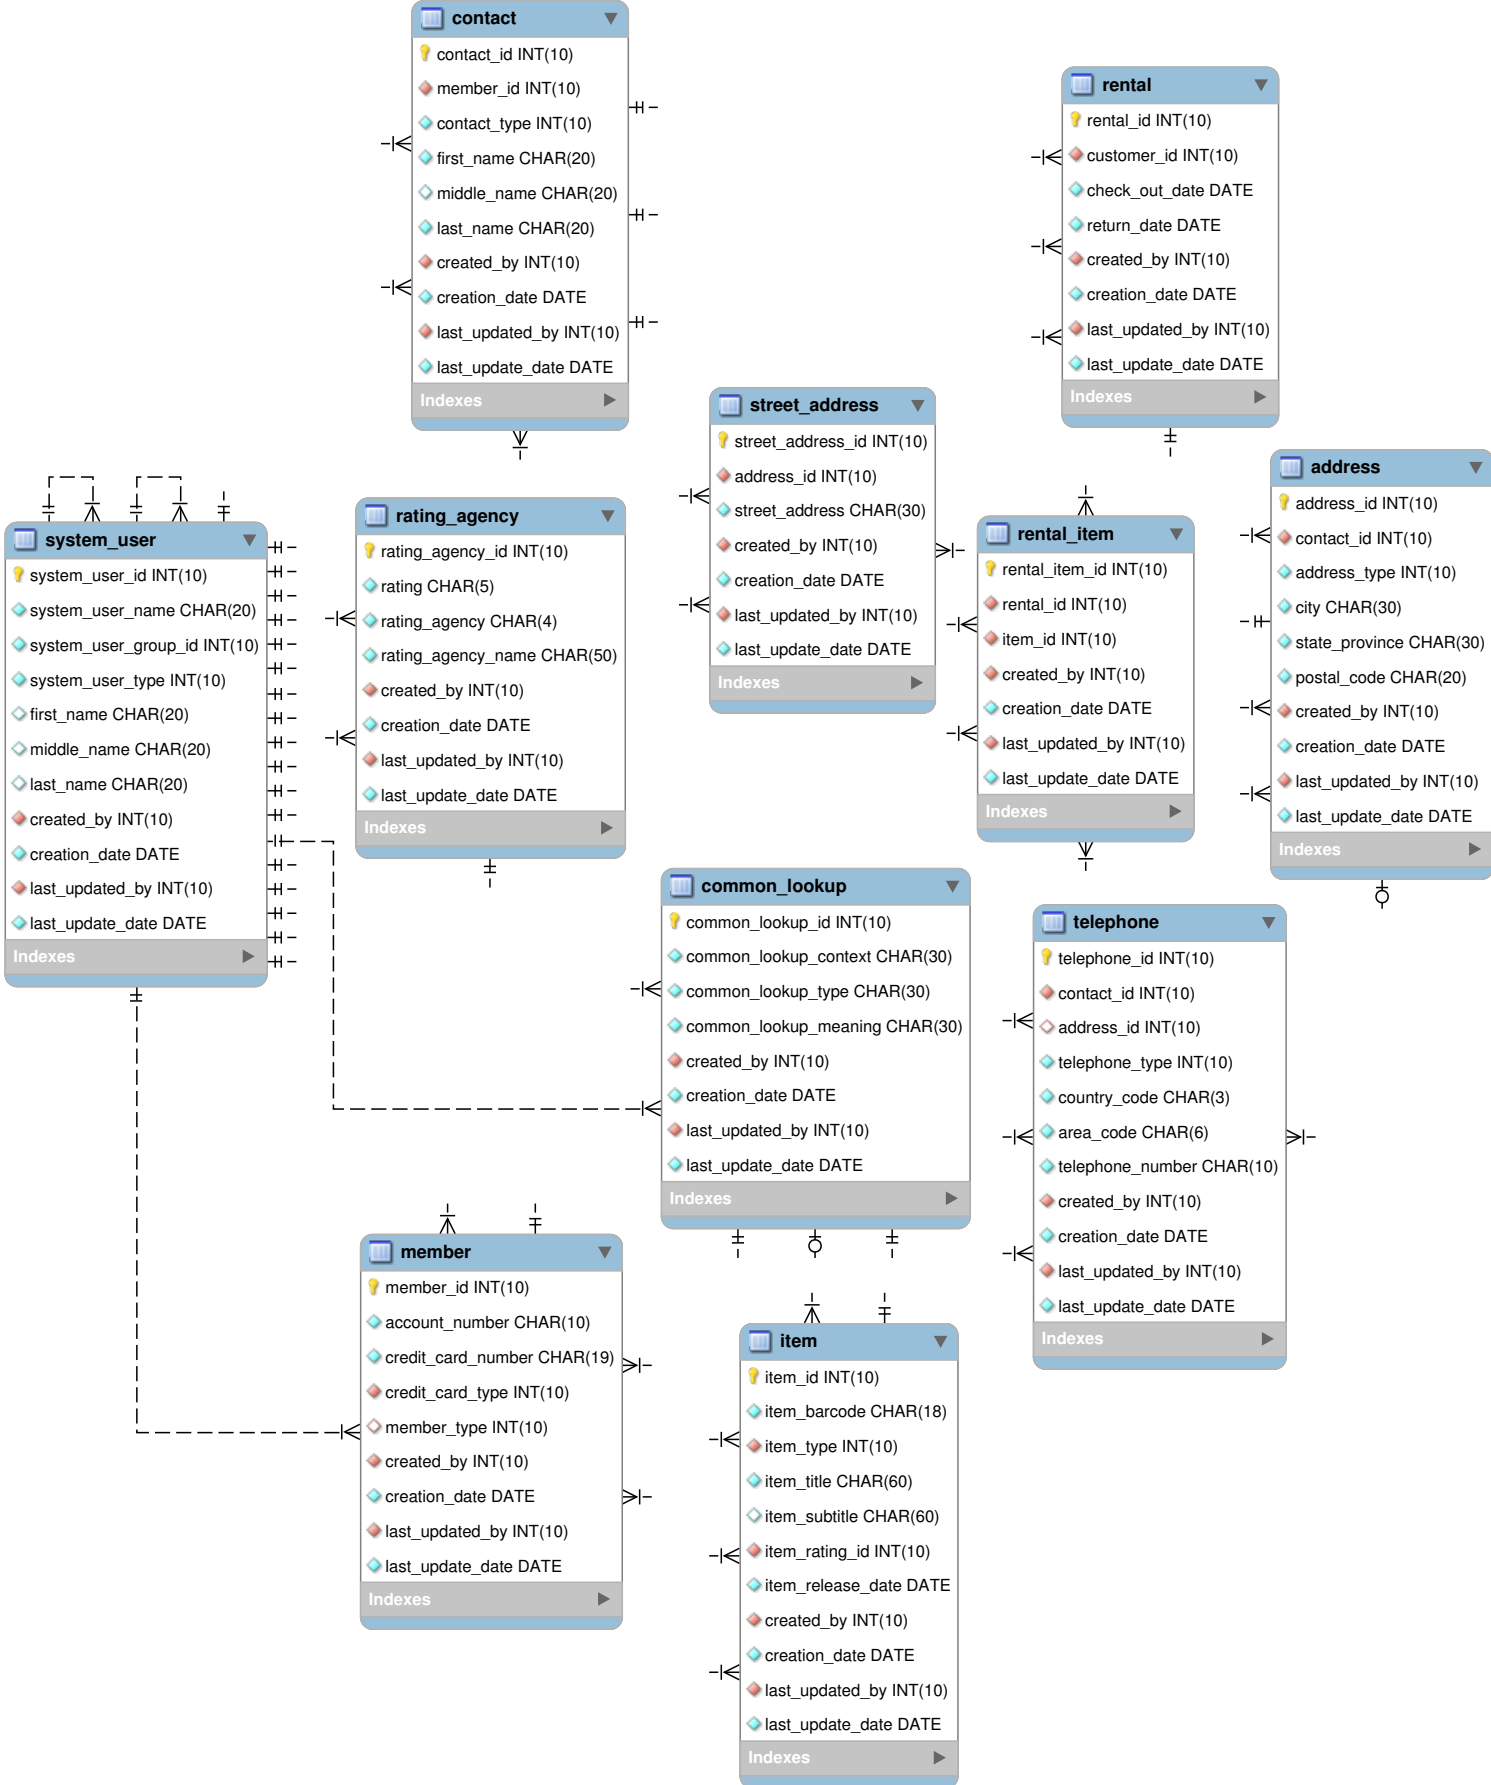 contact
contact_id INT(10)
member_id INT(10)
contact_type INT(10)
first_name CHAR(20)
middle_name CHAR(20)
last_name CHAR(20)
created_by INT(10)
creation_date DATE
last_updated_by INT(10)
last_update_date DATE
Indexes
rental
rental_id INT(10)
customer_id INT(10)
check_out_date DATE
return_date DATE
created_by INT(10)
creation_date DATE
last_updated_by INT(10)
last_update_date DATE
Indexes
street_address
street_address_id INT(10)
address_id INT(10)
street_address CHAR(30)
created_by INT(10)
creation_date DATE
last_updated_by INT(10)
last_update_date DATE
Indexes
address
address_id INT(10)
contact_id INT(10)
address_type INT(10)
city CHAR(30)
state_province CHAR(30)
postal_code CHAR(20)
created_by INT(10)
creation_date DATE
last_updated_by INT(10)
last_update_date DATE
Indexes
system_user
system_user_id INT(10)
system_user_name CHAR(20)
system_user_group_id INT(10)
system_user_type INT(10)
first_name CHAR(20)
middle_name CHAR(20)
last_name CHAR(20)
created_by INT(10)
creation_date DATE
last_updated_by INT(10)
last_update_date DATE
Indexes
rating_agency
rating_agency_id INT(10)
rating CHAR(5)
rating_agency CHAR(4)
rating_agency_name CHAR(50)
created_by INT(10)
creation_date DATE
last_updated_by INT(10)
last_update_date DATE
Indexes
rental_item
rental_item_id INT(10)
rental_id INT(10)
item_id INT(10)
created_by INT(10)
creation_date DATE
last_updated_by INT(10)
last_update_date DATE
Indexes
common_lookup
common_lookup_id INT(10)
common_lookup_context CHAR(30)
common_lookup_type CHAR(30)
common_lookup_meaning CHAR(30)
created_by INT(10)
creation_date DATE
last_updated_by INT(10)
last_update_date DATE
Indexes
telephone
telephone_id INT(10)
contact_id INT(10)
address_id INT(10)
telephone_type INT(10)
country_code CHAR(3)
area_code CHAR(6)
telephone_number CHAR(10)
created_by INT(10)
creation_date DATE
last_updated_by INT(10)
last_update_date DATE
Indexes
member
member_id INT(10)
account_number CHAR(10)
credit_card_number CHAR(19)
credit_card_type INT(10)
member_type INT(10)
created_by INT(10)
creation_date DATE
last_updated_by INT(10)
last_update_date DATE
Indexes
item
item_id INT(10)
item_barcode CHAR(18)
item_type INT(10)
item_title CHAR(60)
item_subtitle CHAR(60)
item_rating_id INT(10)
item_release_date DATE
created_by INT(10)
creation_date DATE
last_updated_by INT(10)
last_update_date DATE
Indexes